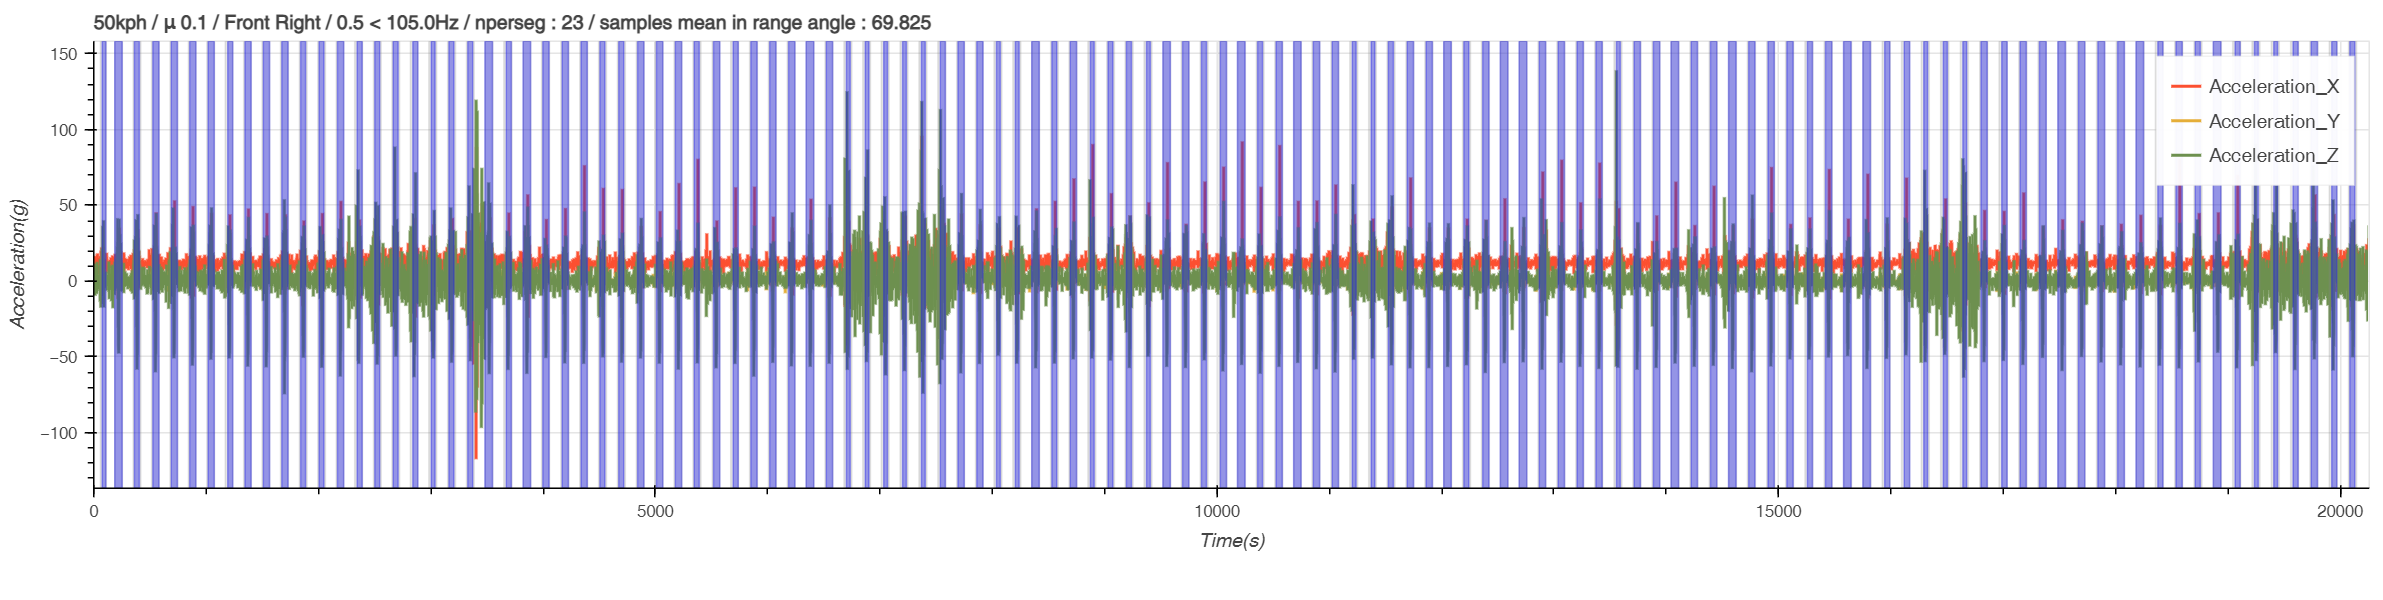 50kph / μ 0.1 / Front Right / 0.5 < 105.0Hz / nperseg : 23 / samples mean in range angle : 69.825
150
100
50
0
−50
−100
Acceleration(g)
Acceleration_X
Acceleration_Y
Acceleration_Z
0
5000
10000
15000
20000
Time(s)